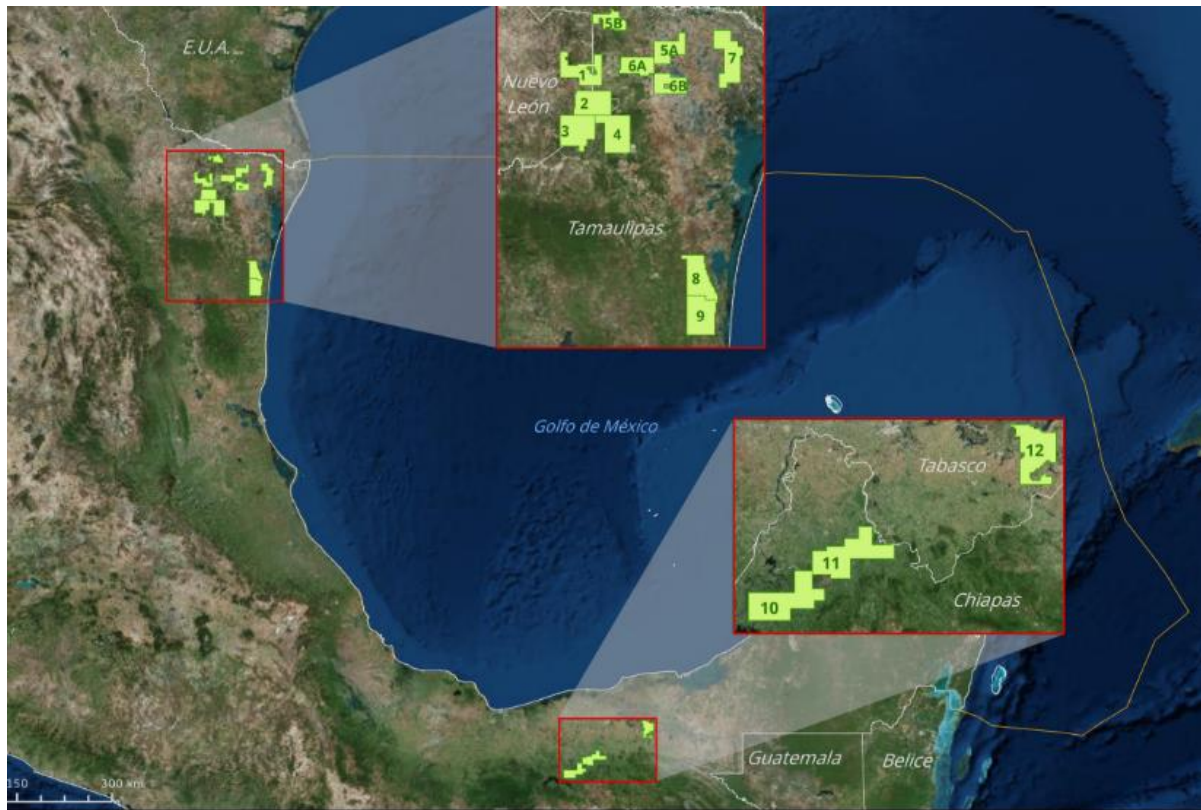 E.U.A.
5B
5A
6A
7
1
6B
Nuevo
León
2
3
4
Tamaulipas
8
9
Golfo de México
Tabasco
12
11
10
Chiapas
Guatemala
Belice
150
300 km